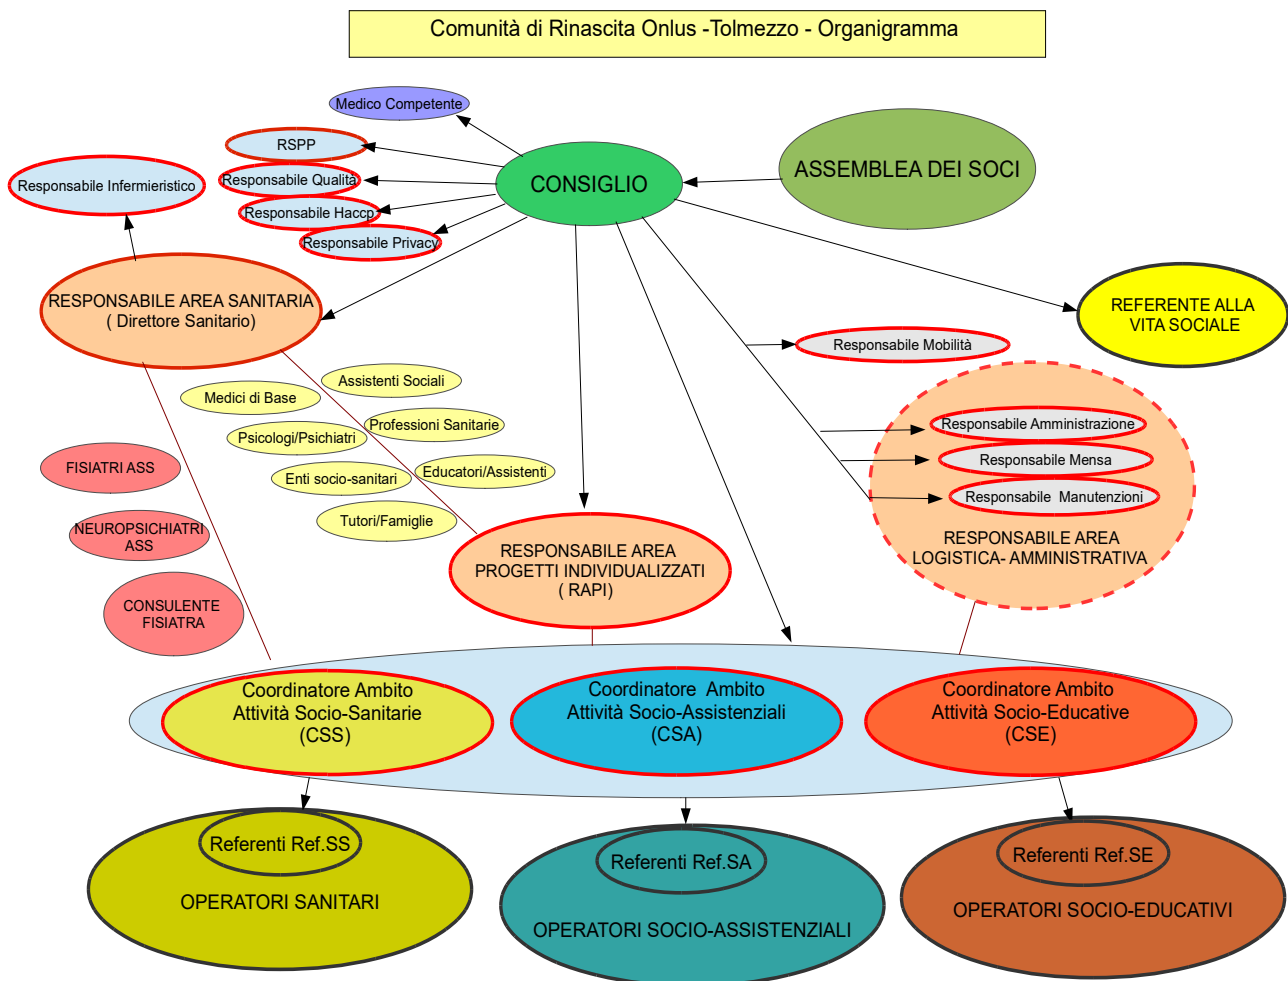 Comunità di Rinascita Onlus -Tolmezzo - Organigramma
Medico Competente
RSPP
Responsabile Qualità
Responsabile Haccp
Responsabile Privacy
Responsabile Infermieristico
CONSIGLIO
ASSEMBLEA DEI SOCI
RESPONSABILE AREA SANITARIA
( Direttore Sanitario)
REFERENTE ALLA
VITA SOCIALE
Responsabile Mobilità
Assistenti Sociali
Medici di Base
Professioni Sanitarie
Psicologi/Psichiatri
Educatori/Assistenti
Enti socio-sanitari
Tutori/Famiglie
FISIATRI ASS
NEUROPSICHIATRI
ASS
CONSULENTE
FISIATRA
Responsabile Amministrazione
Responsabile Mensa
Responsabile  Manutenzioni
RESPONSABILE AREA
LOGISTICA- AMMINISTRATIVA
RESPONSABILE AREA
PROGETTI INDIVIDUALIZZATI
( RAPI)
Coordinatore Ambito
Attività Socio-Sanitarie
(CSS)
Coordinatore  Ambito
Attività Socio-Assistenziali
(CSA)
Coordinatore Ambito
Attività Socio-Educative
(CSE)
Referenti Ref.SS
OPERATORI SANITARI
Referenti Ref.SA
OPERATORI SOCIO-ASSISTENZIALI
Referenti Ref.SE
OPERATORI SOCIO-EDUCATIVI